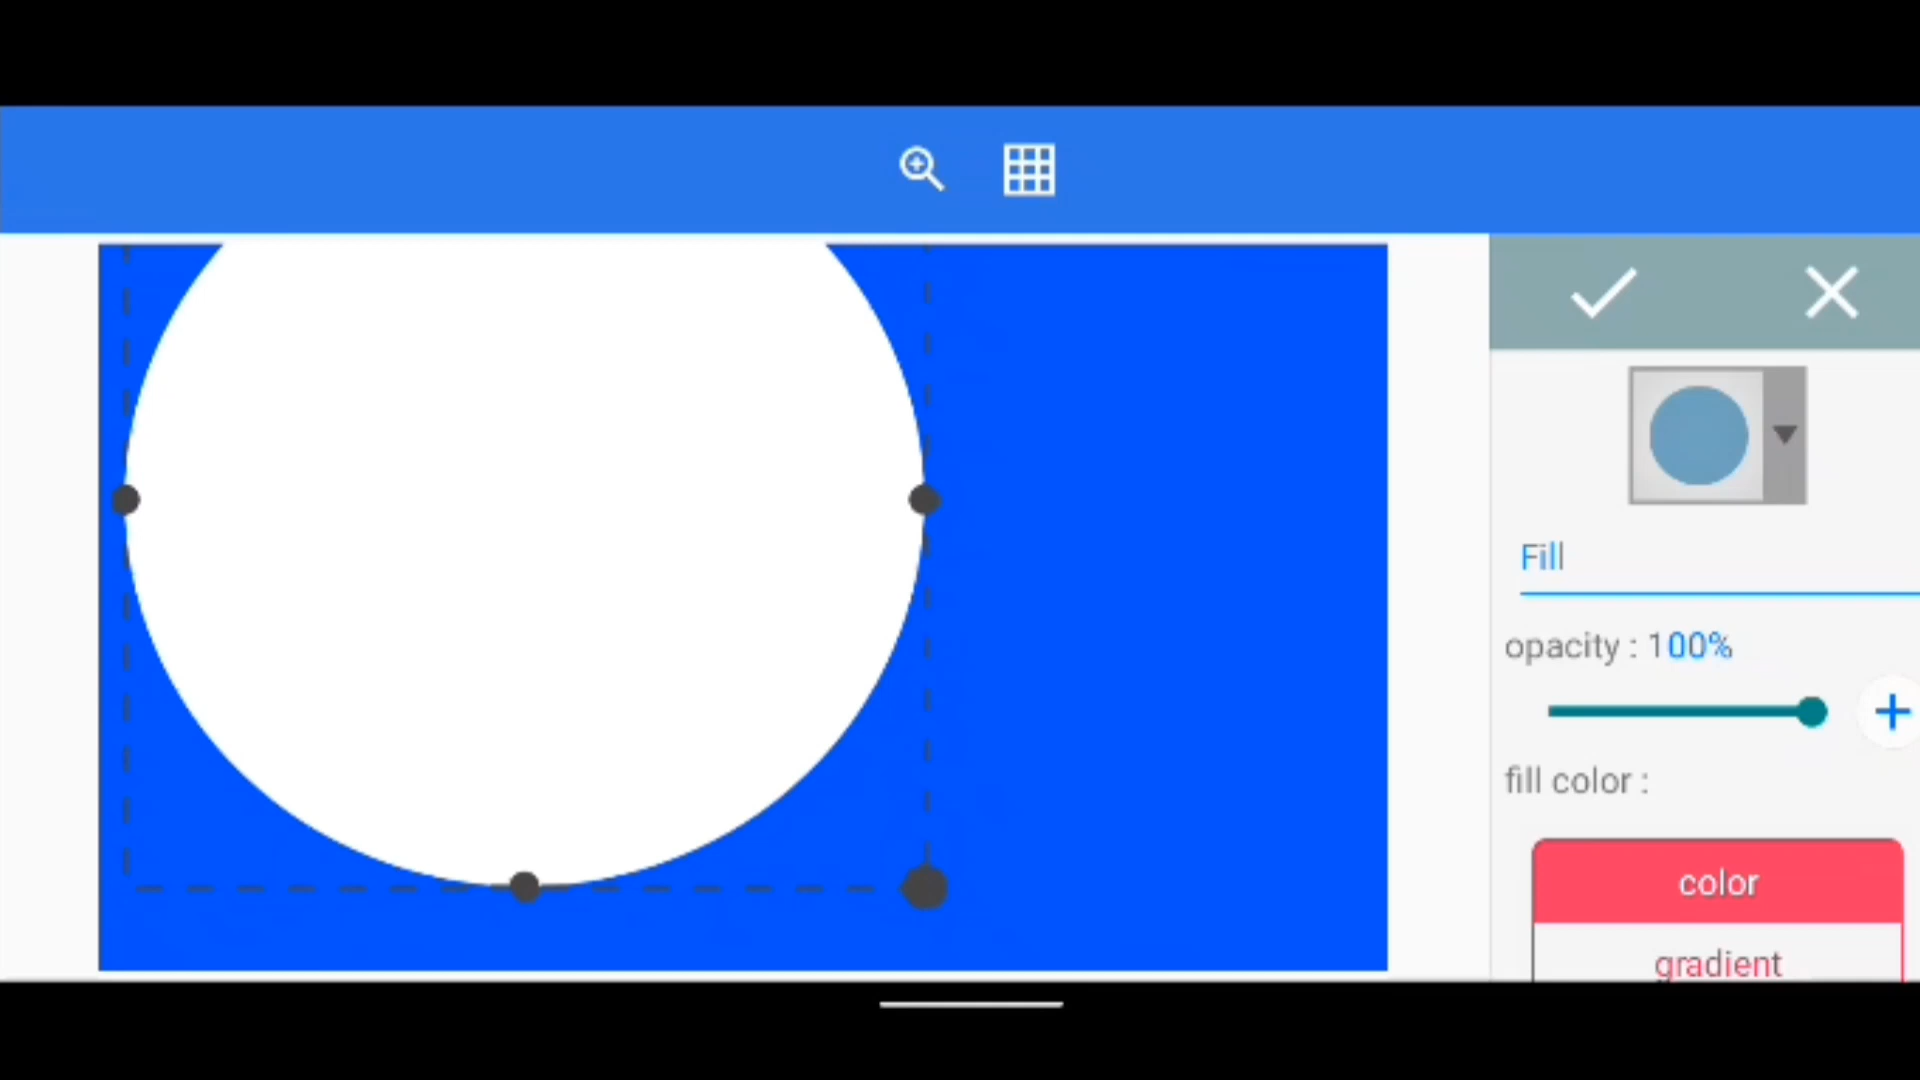 Fill
opacity : 100%
fill color :
color
gradient